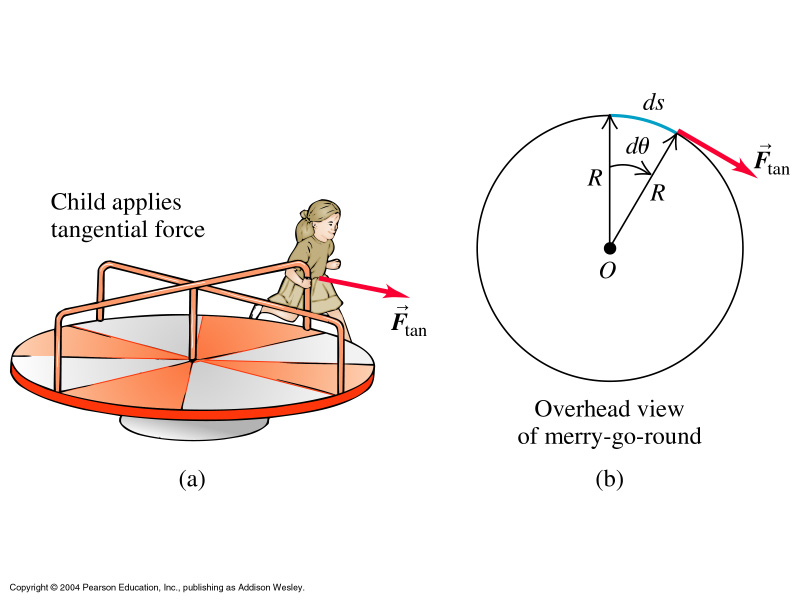 Child applies
tangential force
F⃗tan
(a)
ds
dθ
F⃗tan
R
R
O
Overhead view
of merry-go-round
(b)
Copyright © 2004 Pearson Education, Inc., publishing as Addison Wesley.